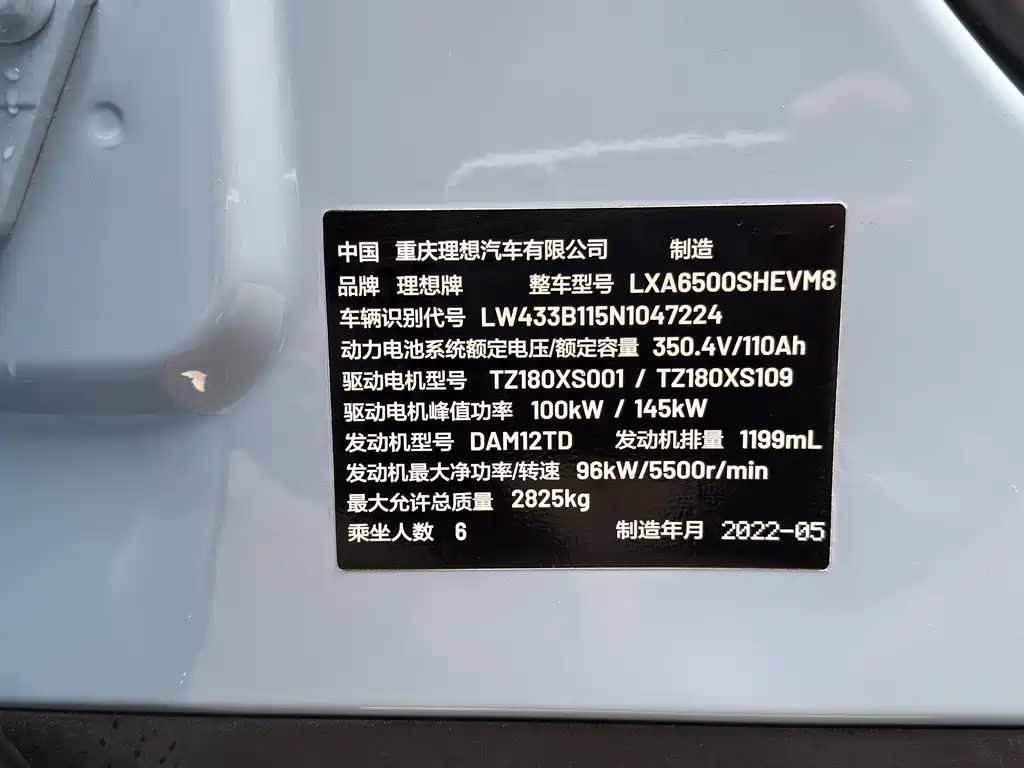 中国 重庆理想汽车有限公司 制造
品牌 理想牌 整车型号 LXA6500SHEVM8
车辆识别代号 LW433B115N1047224
动力电池系统额定电压/额定容量 350.4V/110Ah
驱动电机型号 TZ180XS001 / TZ180XS109
驱动电机峰值功率 100kW / 145kW
发动机型号 DAM12TD 发动机排量 1199mL
发动机最大净功率/转速 96kW/5500r/min
最大允许总质量 2825kg
乘坐人数 6 制造年月 2022-05